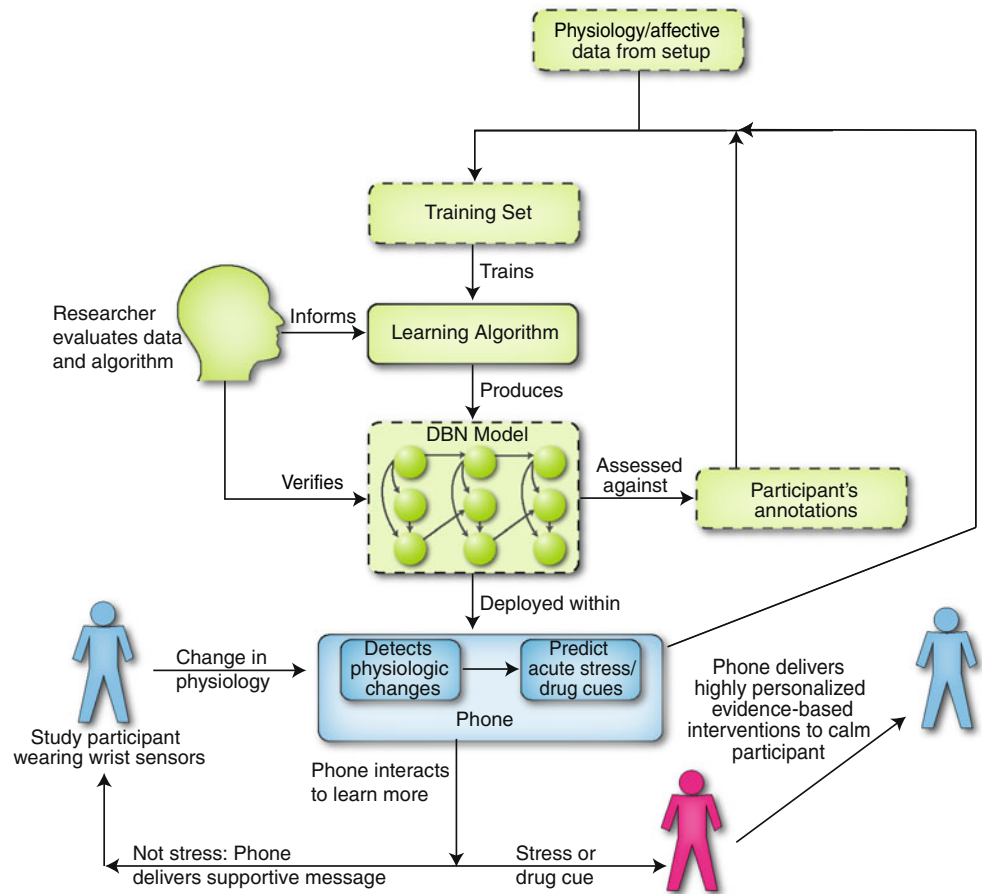 Physiology/affective
data from setup
Training Set
Trains
Researcher
evaluates data
and algorithm
Informs
Learning Algorithm
Produces
DBN Model
Verifies
Assessed
against
Participant's
annotations
Deployed within
Change in
physiology
Detects
physiologic
changes
Predict
acute stress/
drug cues
Phone
Study participant
wearing wrist sensors
Phone delivers
highly personalized
evidence-based
interventions to calm
participant
Phone interacts
to learn more
Not stress: Phone
delivers supportive message
Stress or
drug cue